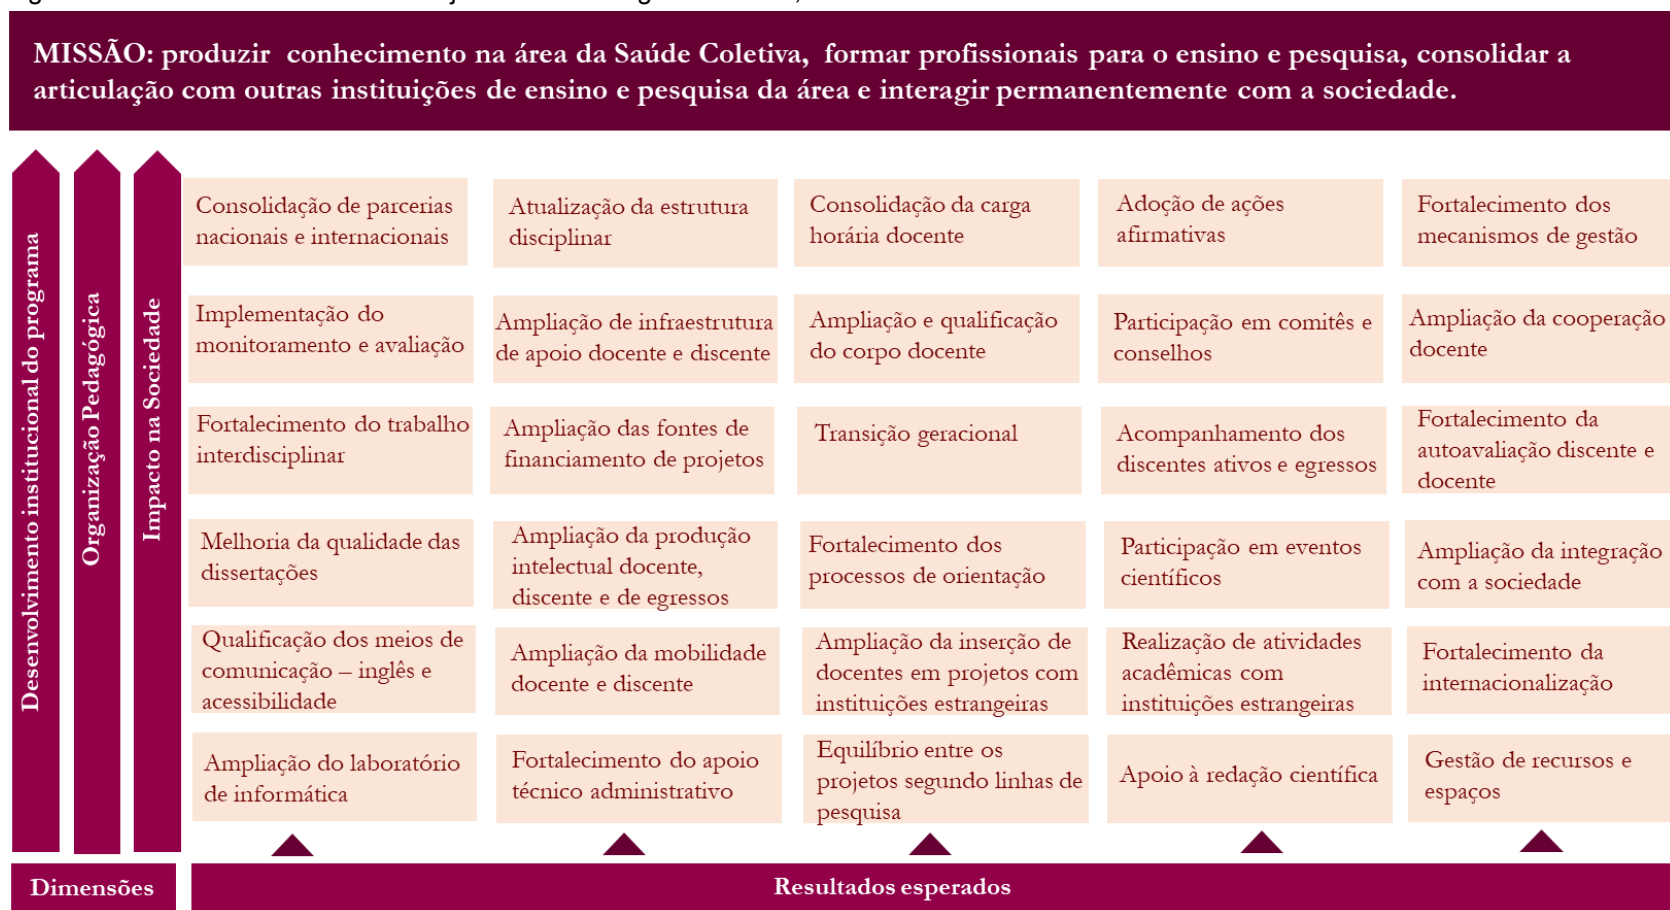 MISSÃO: produzir conhecimento na área da Saúde Coletiva, formar profissionais para o ensino e pesquisa, consolidar a
articulação com outras instituições de ensino e pesquisa da área e interagir permanentemente com a sociedade.
Desenvolvimento institucional do programa
Organização Pedagógica
Impacto na Sociedade
Consolidação de parcerias
nacionais e internacionais
Atualização da estrutura
disciplinar
Consolidação da carga
horária docente
Adoção de ações
afirmativas
Fortalecimento dos
mecanismos de gestão
Implementação do
monitoramento e avaliação
Ampliação de infraestrutura
de apoio docente e discente
Ampliação e qualificação
do corpo docente
Participação em comitês e
conselhos
Ampliação da cooperação
docente
Fortalecimento do trabalho
interdisciplinar
Ampliação das fontes de
financiamento de projetos
Transição geracional
Acompanhamento dos
discentes ativos e egressos
Fortalecimento da
autoavaliação discente e
docente
Melhoria da qualidade das
dissertações
Ampliação da produção
intelectual docente,
discente e de egressos
Fortalecimento dos
processos de orientação
Participação em eventos
científicos
Ampliação da integração
com a sociedade
Qualificação dos meios de
comunicação – inglês e
acessibilidade
Ampliação da mobilidade
docente e discente
Ampliação da inserção de
docentes em projetos com
instituições estrangeiras
Realização de atividades
acadêmicas com
instituições estrangeiras
Fortalecimento da
internacionalização
Ampliação do laboratório
de informática
Fortalecimento do apoio
técnico administrativo
Equilíbrio entre os
projetos segundo linhas de
pesquisa
Apoio à redação científica
Gestão de recursos e
espaços
Dimensões
Resultados esperados